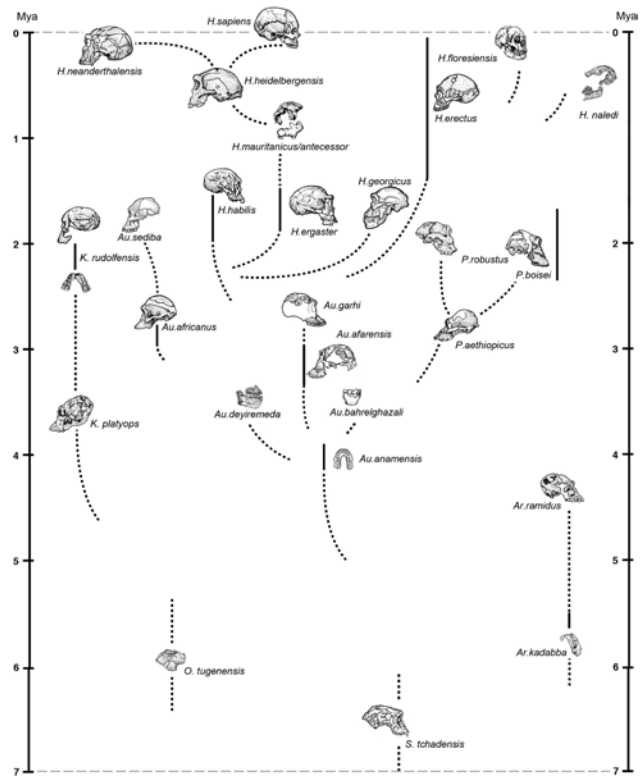 Mya Mya
0 0
H.sapiens
H.neanderthalensis
H.heidelbergensis
H.floresiensis
H.erectus
H. naledi
1 1
H.mauritanicus/antecessor
H.georgicus
H.habilis
H.ergaster
Au.sediba
2 2
K. rudolfensis
P.robustus
P.boisei
Au.garhi
Au.africanus
Au.afarensis
P.aethiopicus
3 3
Au.deyiremeda
Au.bahrelghazali
K. platyops
4 4
Au.anamensis
Ar.ramidus
5 5
Ar.kadabba
6 6
O. tugenensis
S. tchadensis
7 7